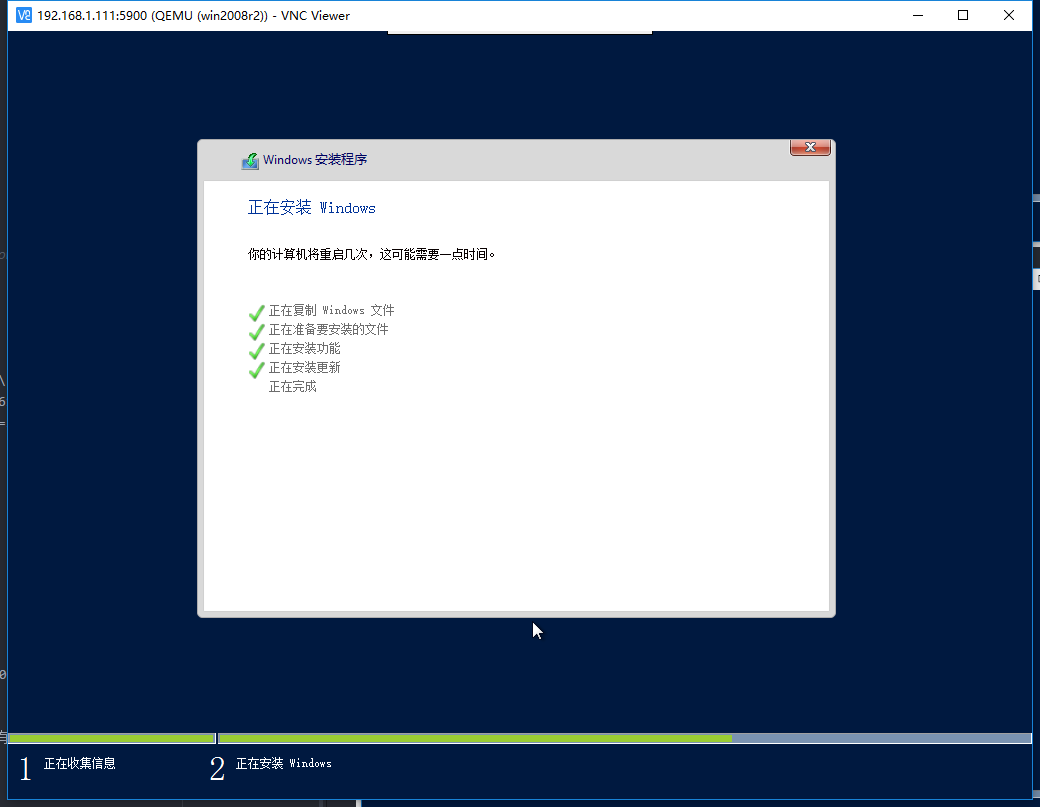 192.168.1.111:5900 (QEMU (win2008r2)) - VNC Viewer
Windows 安装程序
正在安装 Windows
你的计算机将重启几次，这可能需要一点时间。
正在复制 Windows 文件
正在准备要安装的文件
正在安装功能
正在安装更新
正在完成
1 正在收集信息
2 正在安装 Windows